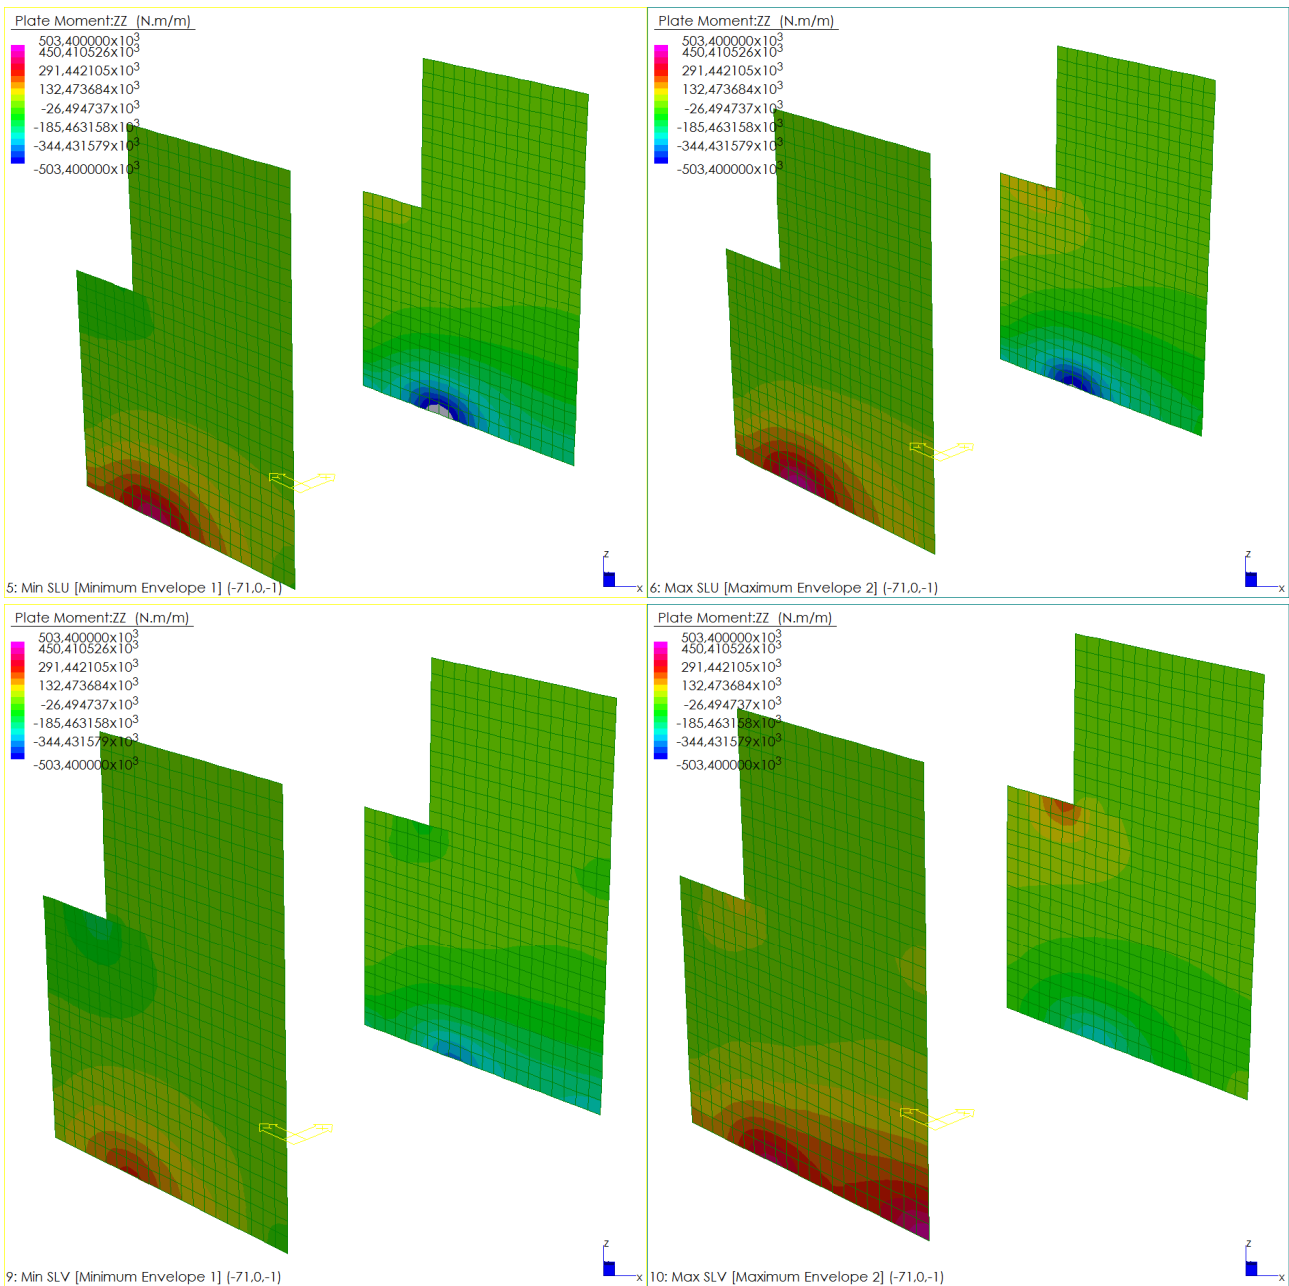 Plate Moment:ZZ (N.m/m)
503,400000x10³
450,410526x10³
291,442105x10³
132,473684x10³
-26,494737x10³
-185,463158x10³
-344,431579x10³
-503,400000x10³
z
x
5: Min SLU [Minimum Envelope 1] (-71,0,-1)
Plate Moment:ZZ (N.m/m)
503,400000x10³
450,410526x10³
291,442105x10³
132,473684x10³
-26,494737x10³
-185,463158x10³
-344,431579x10³
-503,400000x10³
z
x
6: Max SLU [Maximum Envelope 2] (-71,0,-1)
Plate Moment:ZZ (N.m/m)
503,400000x10³
450,410526x10³
291,442105x10³
132,473684x10³
-26,494737x10³
-185,463158x10³
-344,431579x10³
-503,400000x10³
z
x
9: Min SLV [Minimum Envelope 1] (-71,0,-1)
Plate Moment:ZZ (N.m/m)
503,400000x10³
450,410526x10³
291,442105x10³
132,473684x10³
-26,494737x10³
-185,463158x10³
-344,431579x10³
-503,400000x10³
z
x
10: Max SLV [Maximum Envelope 2] (-71,0,-1)